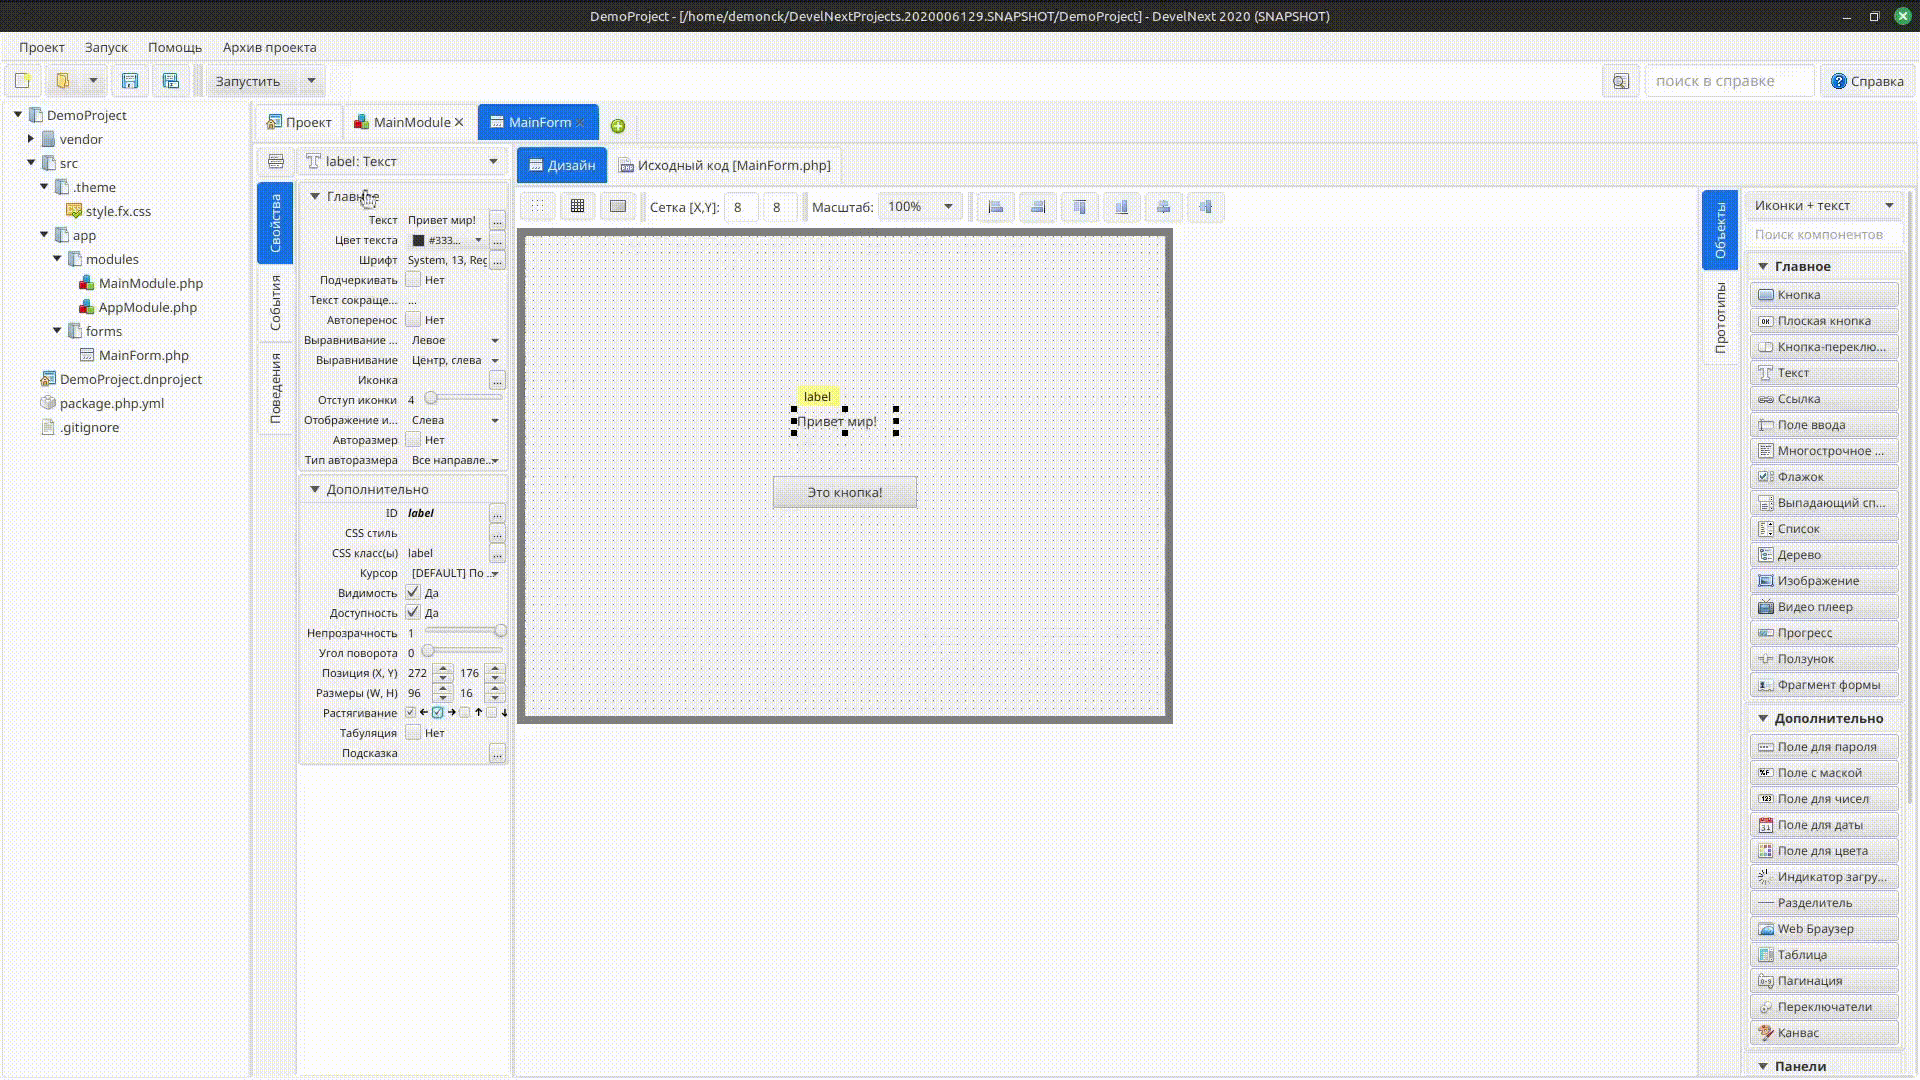 DemoProject - [/home/demonck/DevelNextProjects.2020006129.SNAPSHOT/DemoProject] - DevelNext 2020 (SNAPSHOT)
Проект Запуск Помощь Архив проекта
Запустить
поиск в справке
Справка
DemoProject
vendor
src
.theme
style.fx.css
app
modules
MainModule.php
AppModule.php
forms
MainForm.php
DemoProject.dnproject
package.php.yml
.gitignore
Проект
MainModule
MainForm
label: Текст
Свойства
События
Поведения
Главное
Текст Привет мир! ...
Цвет текста #333... ...
Шрифт System, 13, Reg ...
Подчеркивать Нет
Текст сокраще... ...
Автоперенос Нет
Выравнивание ... Левое
Выравнивание Центр, слева
Иконка ...
Отступ иконки 4
Отображение и... Слева
Авторазмер Нет
Тип авторазмера Все направле...
Дополнительно
ID label ...
CSS стиль ...
CSS класс(ы) label ...
Курсор [DEFAULT] По ...
Видимость Да
Доступность Да
Непрозрачность 1
Угол поворота 0
Позиция (X, Y) 272 176
Размеры (W, H) 96 16
Растягивание
Табуляция Нет
Подсказка ...
Дизайн
Исходный код [MainForm.php]
Сетка [X,Y]: 8 8 Масштаб: 100%
label
Привет мир!
Это кнопка!
Объекты
Прототипы
Иконки + текст
Поиск компонентов
Главное
Кнопка
Плоская кнопка
Кнопка-переклю...
Текст
Ссылка
Поле ввода
Многострочное ...
Флажок
Выпадающий сп...
Список
Дерево
Изображение
Видео плеер
Прогресс
Ползунок
Фрагмент формы
Дополнительно
Поле для пароля
Поле с маской
Поле для чисел
Поле для даты
Поле для цвета
Индикатор загру...
Разделитель
Web Браузер
Таблица
Пагинация
Переключатели
Канвас
Панели